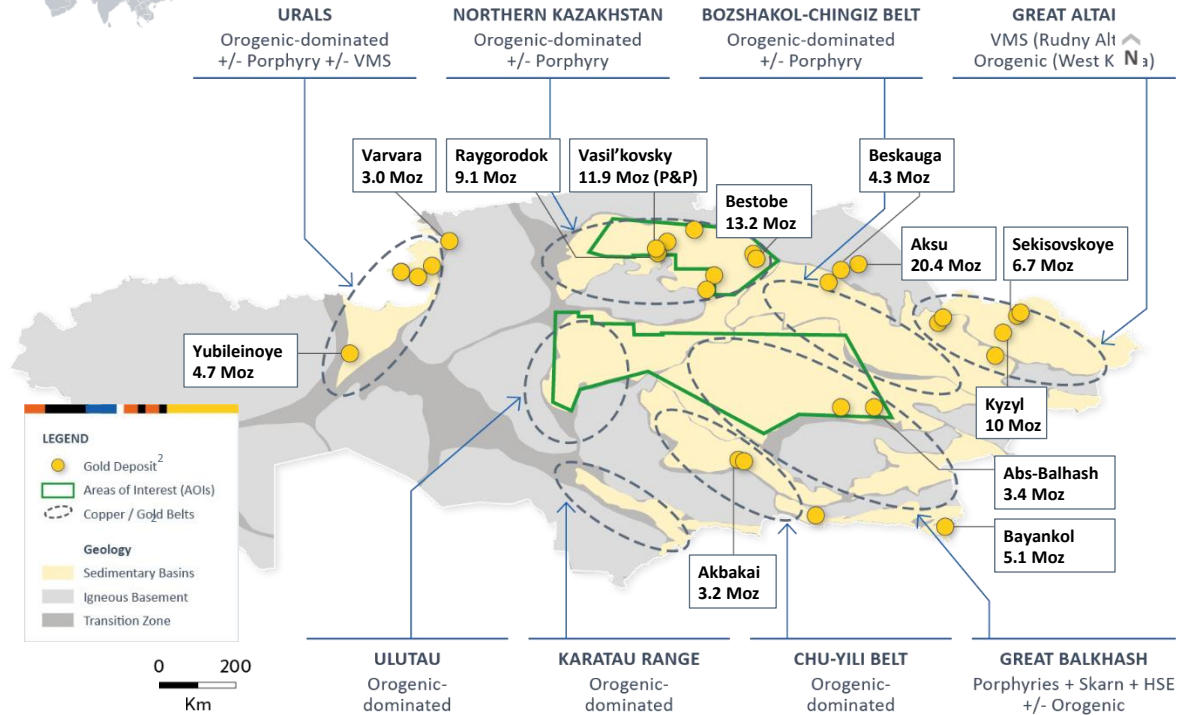 URALS
Orogenic-dominated
+/- Porphyry +/- VMS
NORTHERN KAZAKHSTAN
Orogenic-dominated
+/- Porphyry
BOZSHAKOL-CHINGIZ BELT
Orogenic-dominated
+/- Porphyry
GREAT ALTAI
VMS (Rudny Alt
Orogenic (West K a)
N
Varvara
3.0 Moz
Raygorodok
9.1 Moz
Vasil'kovsky
11.9 Moz (P&P)
Bestobe
13.2 Moz
Beskauga
4.3 Moz
Aksu
20.4 Moz
Sekisovskoye
6.7 Moz
Yubileinoye
4.7 Moz
Kyzyl
10 Moz
Abs-Balhash
3.4 Moz
Bayankol
5.1 Moz
Akbakai
3.2 Moz
LEGEND
Gold Deposit2
Areas of Interest (AOIs)
Copper / Gold Belts
2
Geology
Sedimentary Basins
Igneous Basement
Transition Zone
0 200
Km
ULUTAU
Orogenic-
dominated
KARATAU RANGE
Orogenic-
dominated
CHU-YILI BELT
Orogenic-
dominated
GREAT BALKHASH
Porphyries + Skarn + HSE
+/- Orogenic